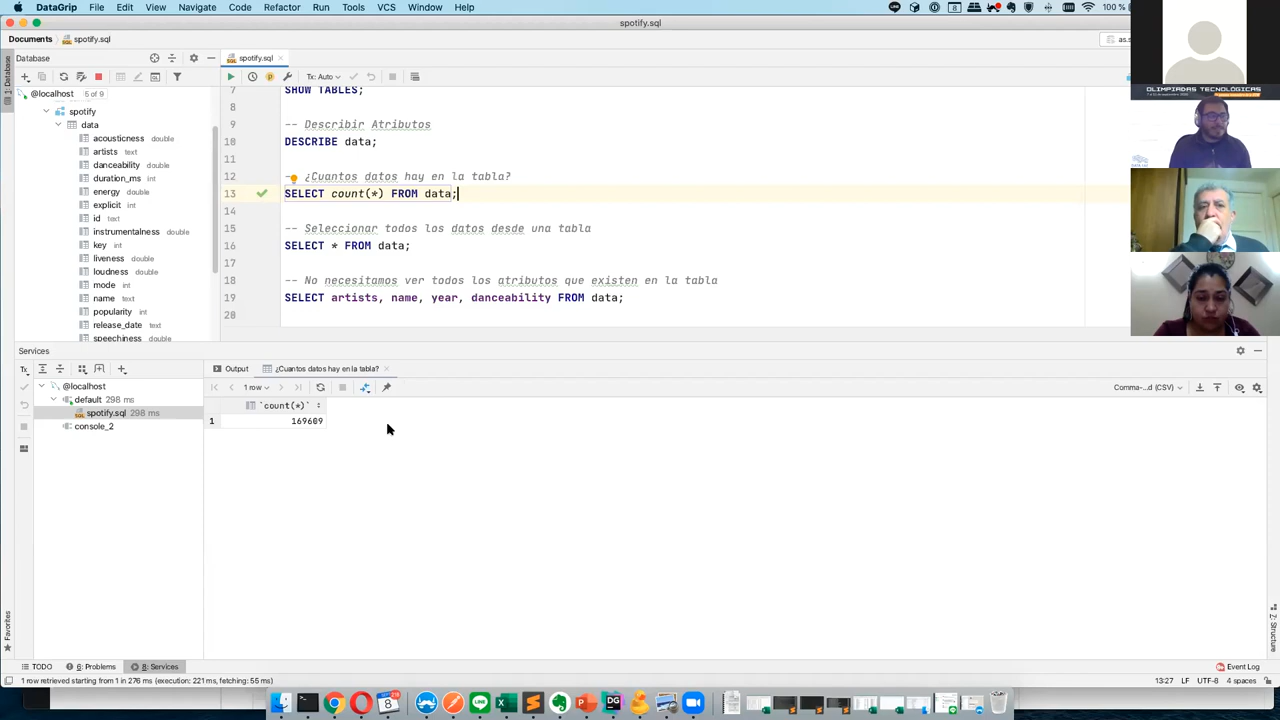 DataGrip File Edit View Navigate Code Refactor Run Tools VCS Window Help
100 %
spotify.sql
Documents spotify.sql
Database
spotify.sql
Tx: Auto
1: Database
@localhost 5 of 9
spotify
data
acousticness double
artists text
danceability double
duration_ms int
energy double
explicit int
id text
instrumentalness double
key int
liveness double
loudness double
mode int
name text
popularity int
release_date text
speechiness double
7 SHOW TABLES;
8
9 -- Describir Atributos
10 DESCRIBE data;
11
12 -- ¿Cuantos datos hay en la tabla?
13 SELECT count(*) FROM data;
14
15 -- Seleccionar todos los datos desde una tabla
16 SELECT * FROM data;
17
18 -- No necesitamos ver todos los atributos que existen en la tabla
19 SELECT artists, name, year, danceability FROM data;
20
OLIMPIADAS TECNOLÓGICAS
Services
Tx
Output ¿Cuantos datos hay en la tabla?
@localhost
default 298 ms
spotify.sql 298 ms
console_2
1 row
Comma-...d (CSV)
`count(*)`
1 169609
Favorites
Z: Structure
TODO 6: Problems 8: Services
Event Log
1 row retrieved starting from 1 in 276 ms (execution: 221 ms, fetching: 55 ms)
13:27 LF UTF-8 4 spaces